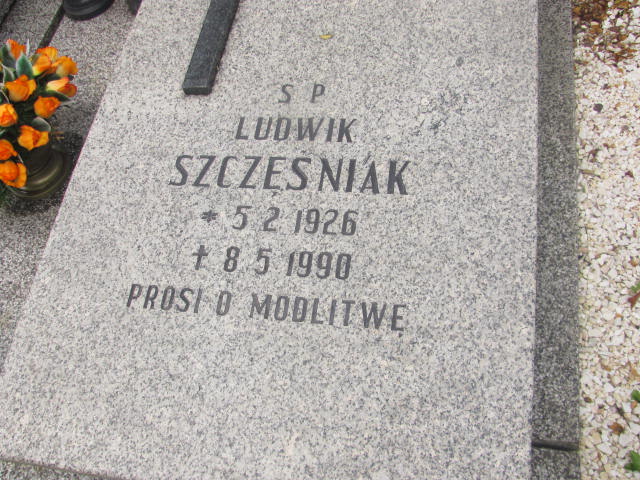 S P
LUDWIK
SZCZĘŚNIAK
* 5 2 1926
✝ 8 5 1990
PROSI O MODLITWĘ